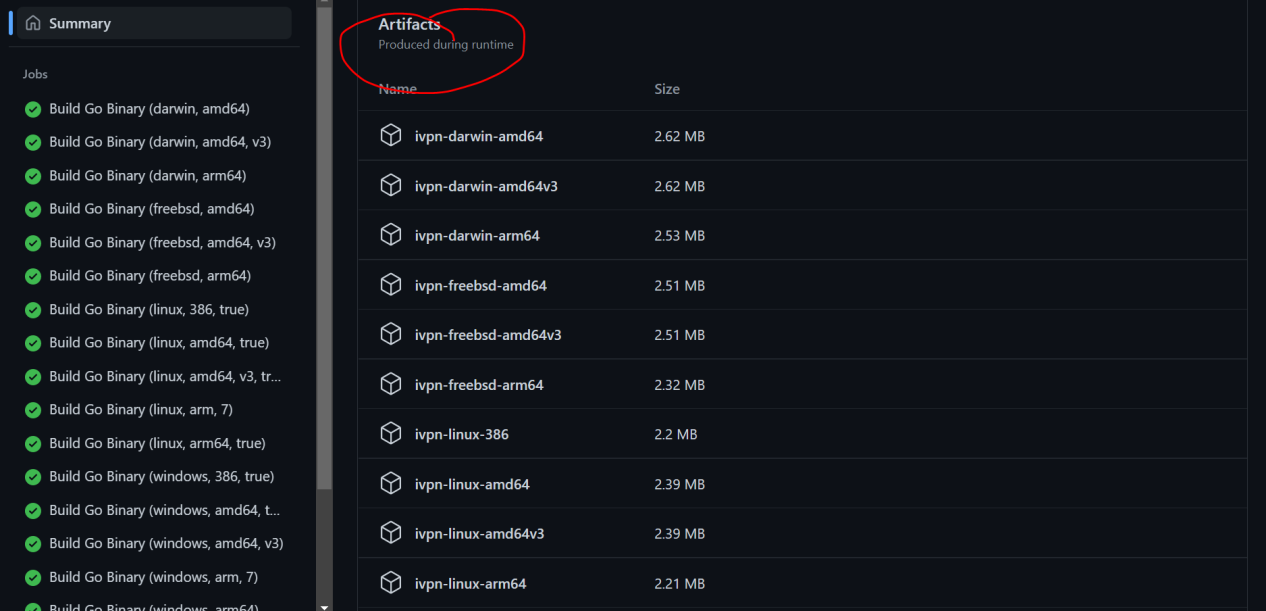 Summary
Jobs
Build Go Binary (darwin, amd64)
Build Go Binary (darwin, amd64, v3)
Build Go Binary (darwin, arm64)
Build Go Binary (freebsd, amd64)
Build Go Binary (freebsd, amd64, v3)
Build Go Binary (freebsd, arm64)
Build Go Binary (linux, 386, true)
Build Go Binary (linux, amd64, true)
Build Go Binary (linux, amd64, v3, tr...
Build Go Binary (linux, arm, 7)
Build Go Binary (linux, arm64, true)
Build Go Binary (windows, 386, true)
Build Go Binary (windows, amd64, t...
Build Go Binary (windows, amd64, v3)
Build Go Binary (windows, arm, 7)
Build Go Binary (windows, arm64)
Artifacts
Produced during runtime
Name Size
ivpn-darwin-amd64 2.62 MB
ivpn-darwin-amd64v3 2.62 MB
ivpn-darwin-arm64 2.53 MB
ivpn-freebsd-amd64 2.51 MB
ivpn-freebsd-amd64v3 2.51 MB
ivpn-freebsd-arm64 2.32 MB
ivpn-linux-386 2.2 MB
ivpn-linux-amd64 2.39 MB
ivpn-linux-amd64v3 2.39 MB
ivpn-linux-arm64 2.21 MB